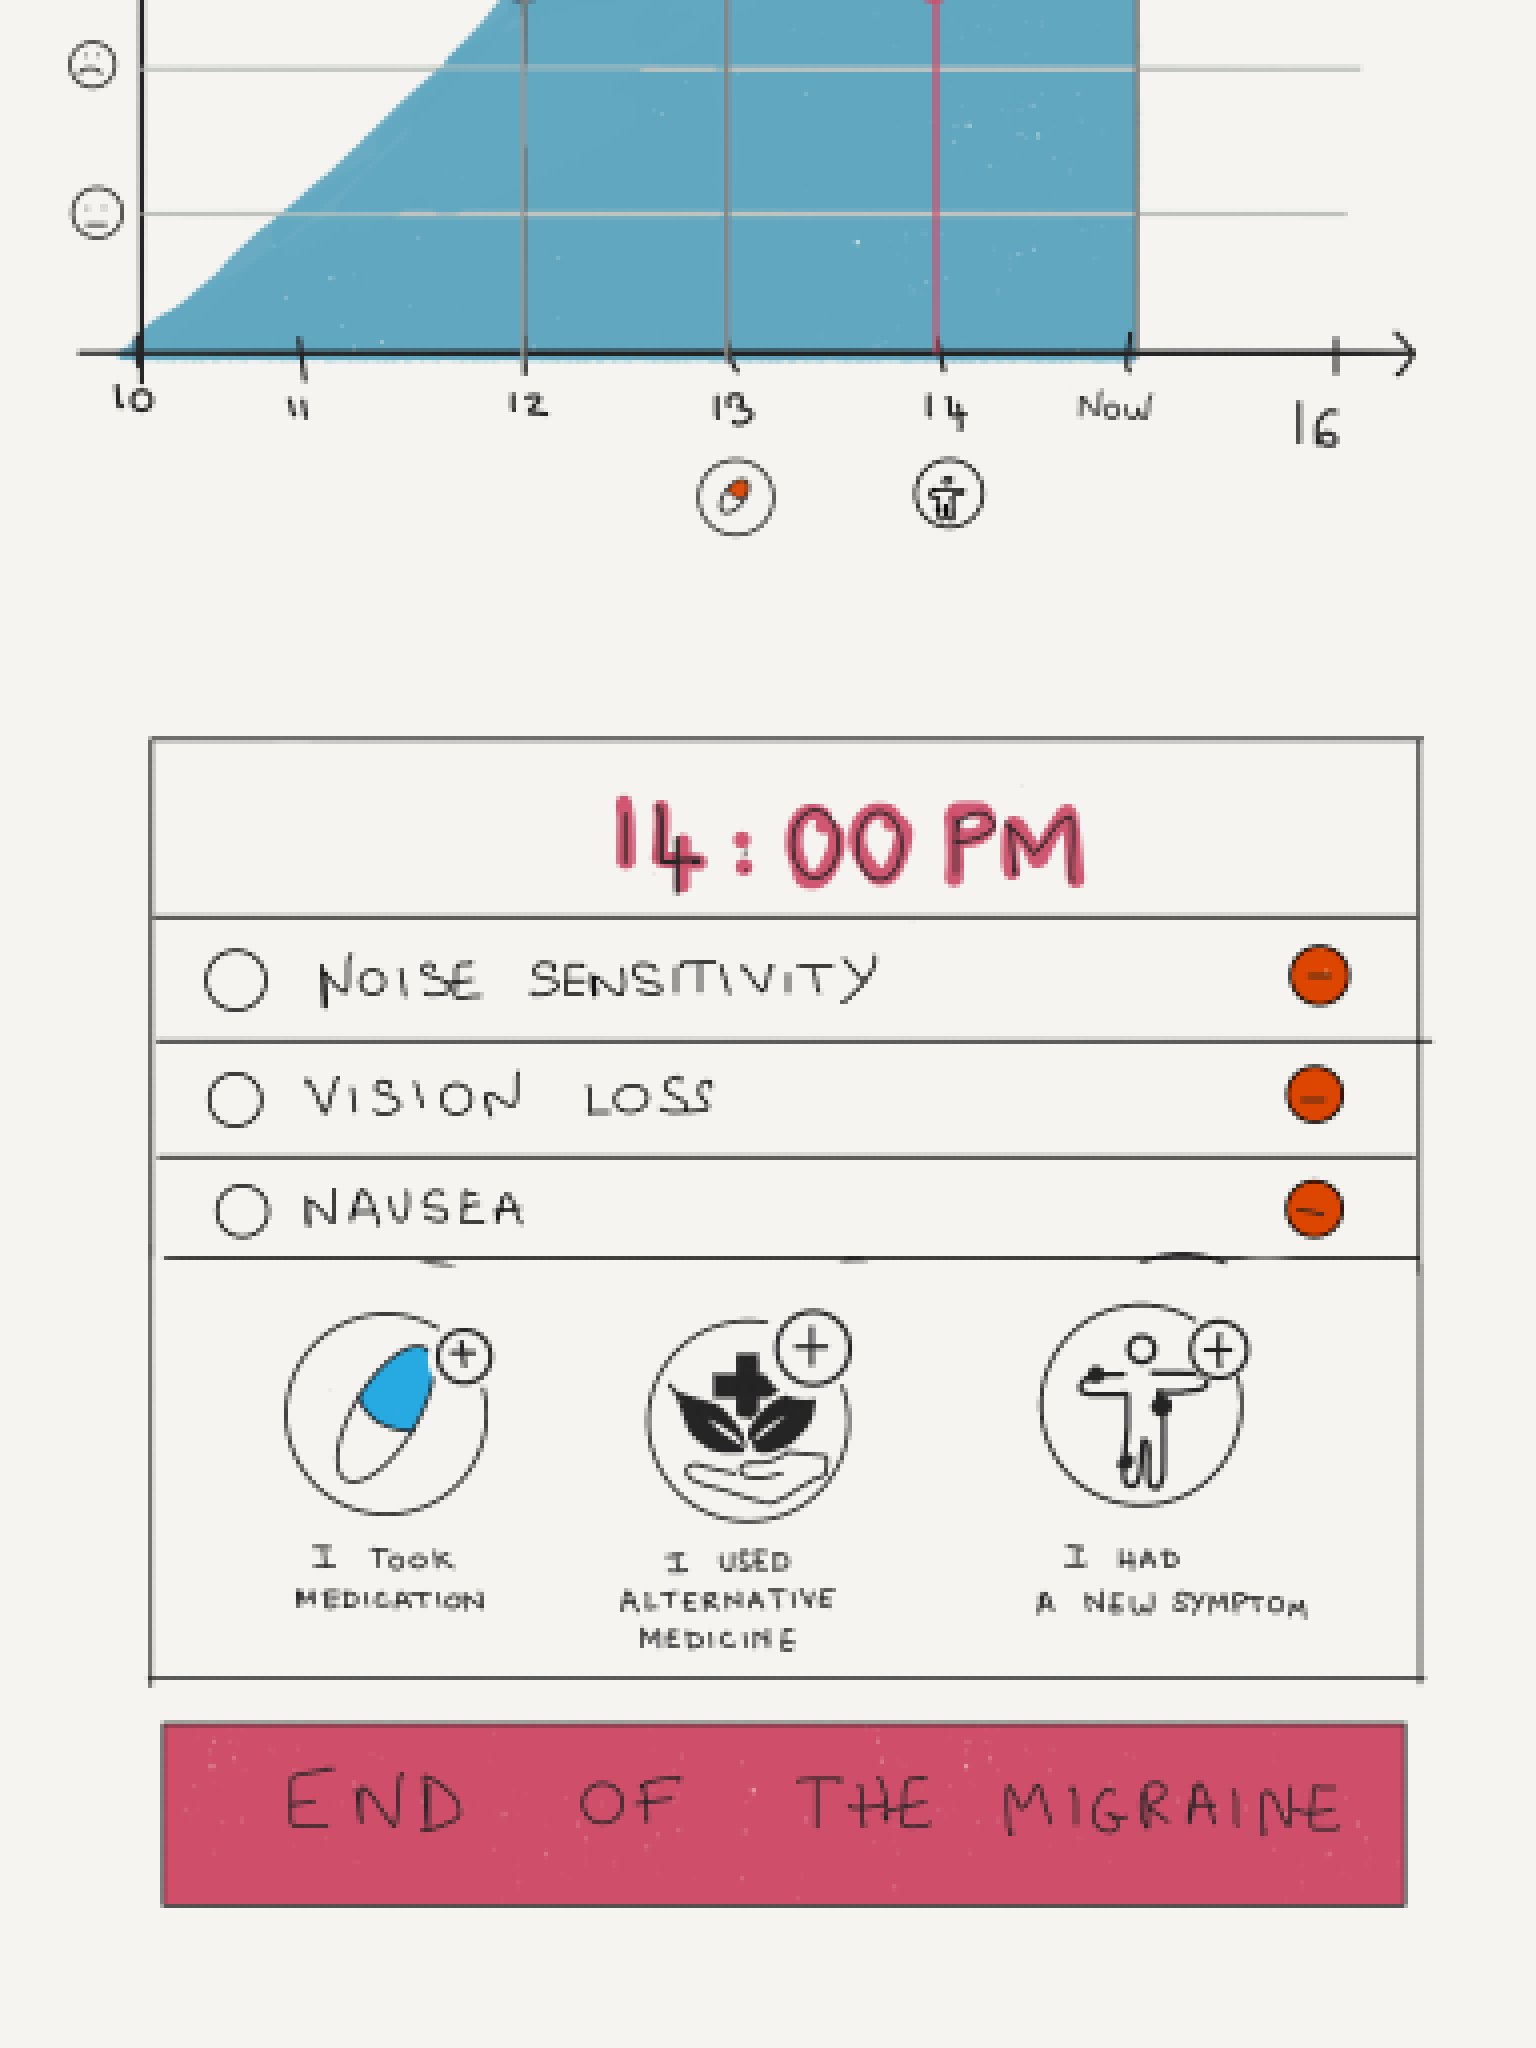 10 11 12 13 14 Now 16
14:00 PM
NOISE SENSITIVITY
VISION LOSS
NAUSEA
I TOOK
MEDICATION
I USED
ALTERNATIVE
MEDICINE
I HAD
A NEW SYMPTOM
END OF THE MIGRAINE